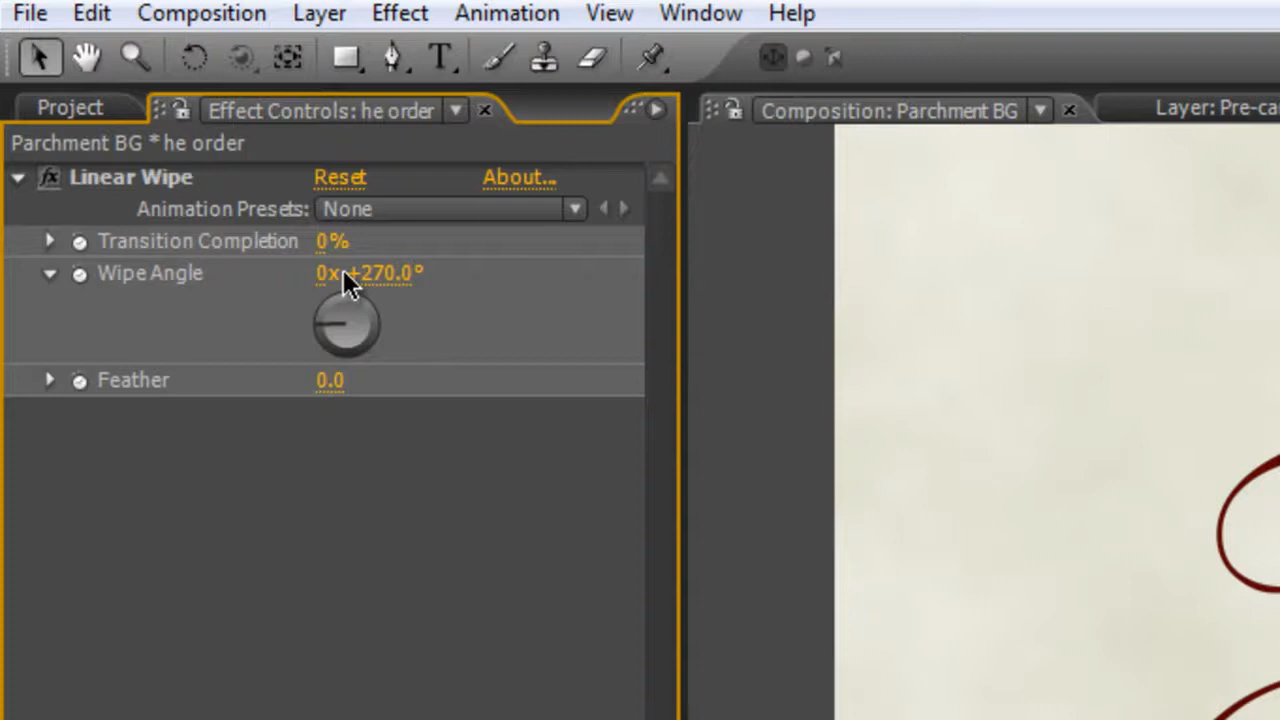 File Edit Composition Layer Effect Animation View Window Help
T
Project Effect Controls: he order Composition: Parchment BG Layer: Pre-ca
Parchment BG * he order
fx Linear Wipe Reset About...
Animation Presets: None
Transition Completion 0%
Wipe Angle 0x +270.0°
Feather 0.0